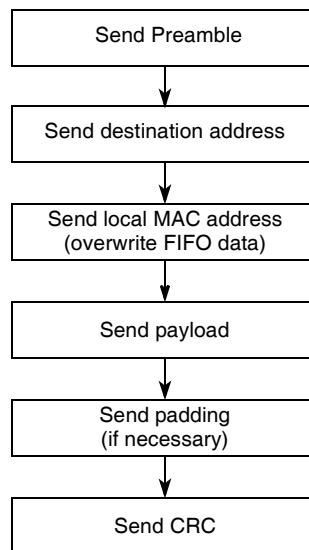 Send Preamble
Send destination address
Send local MAC address
(overwrite FIFO data)
Send payload
Send padding
(if necessary)
Send CRC